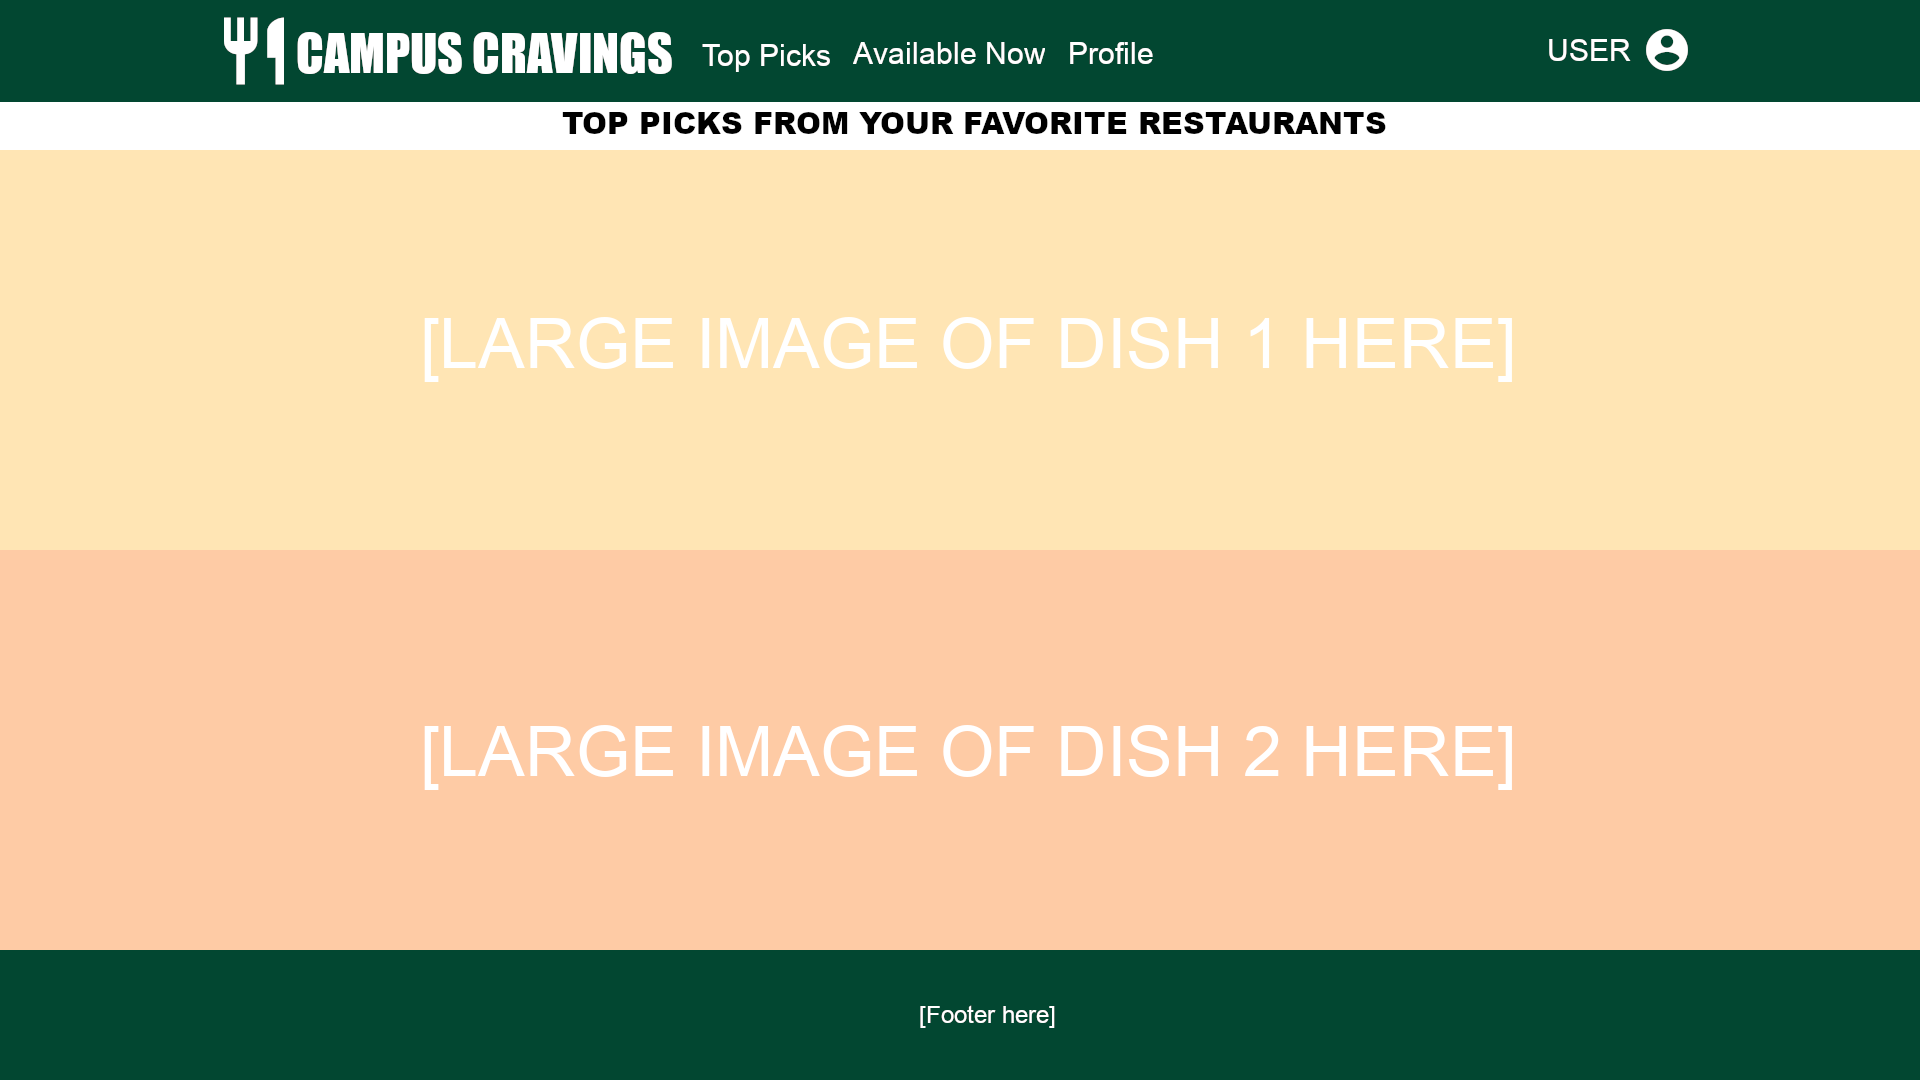 CAMPUS CRAVINGS Top Picks Available Now Profile USER
TOP PICKS FROM YOUR FAVORITE RESTAURANTS
[LARGE IMAGE OF DISH 1 HERE]
[LARGE IMAGE OF DISH 2 HERE]
[Footer here]